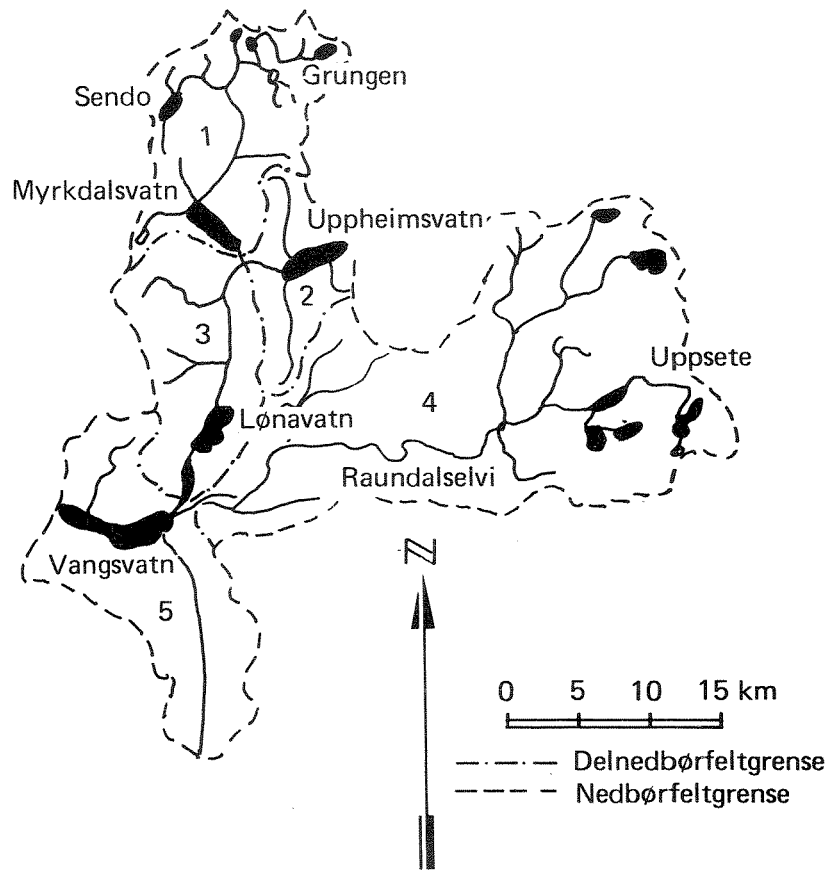 Grungen
Sendo
1
Myrkdalsvatn
Uppheimsvatn
2
3
Uppsete
4
Lønavatn
Raundalselvi
Vangsvatn
5
N
0 5 10 15 km
Delnedbørfeltgrense
Nedbørfeltgrense